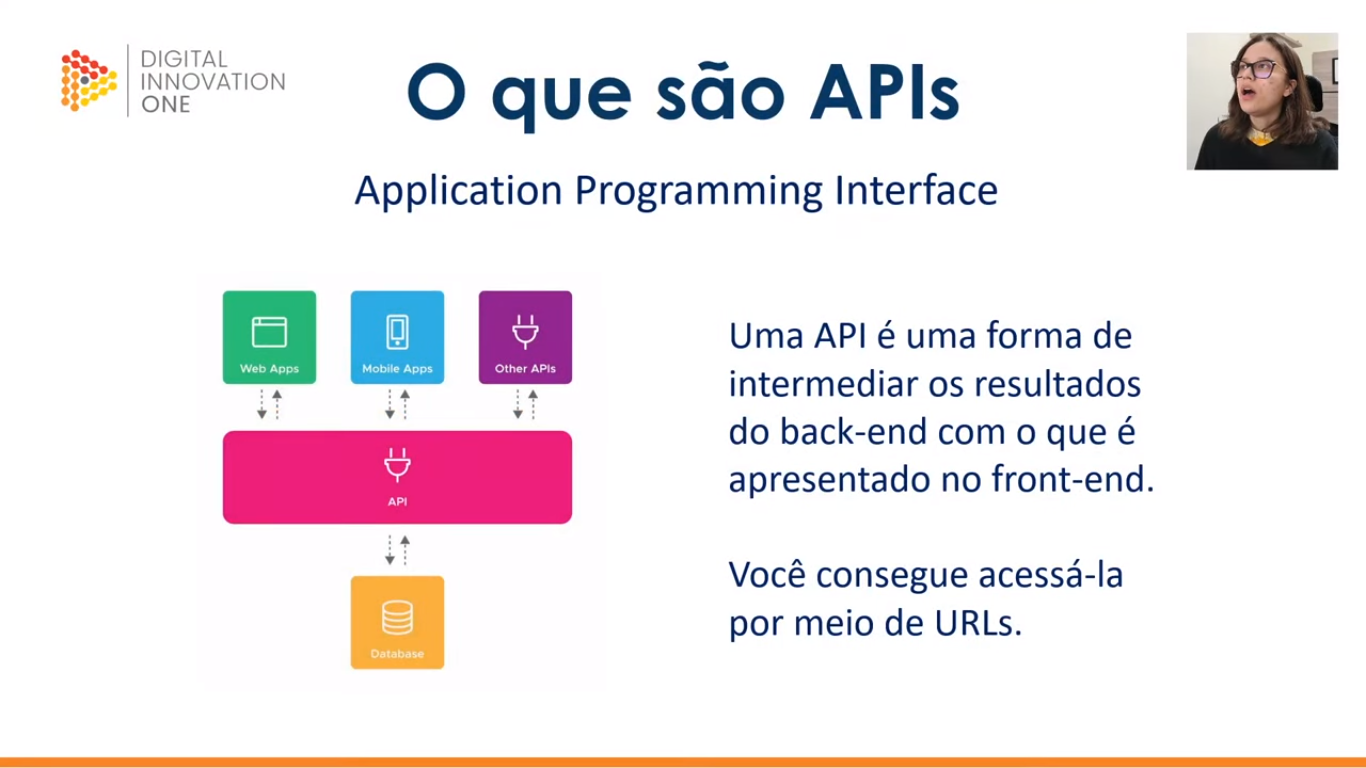 DIGITAL
INNOVATION
ONE
O que são APIs
Application Programming Interface
Web Apps
Mobile Apps
Other APIs
API
Database
Uma API é uma forma de
intermediar os resultados
do back-end com o que é
apresentado no front-end.
Você consegue acessá-la
por meio de URLs.